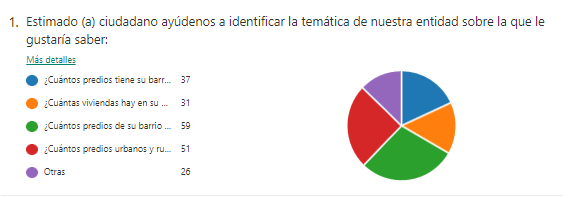 1. Estimado (a) ciudadano ayúdenos a identificar la temática de nuestra entidad sobre la que le
gustaría saber:
Más detalles
¿Cuántos predios tiene su barr... 37
¿Cuántas viviendas hay en su ... 31
¿Cuántos predios de su barrio ... 59
¿Cuántos predios urbanos y ru... 51
Otras 26